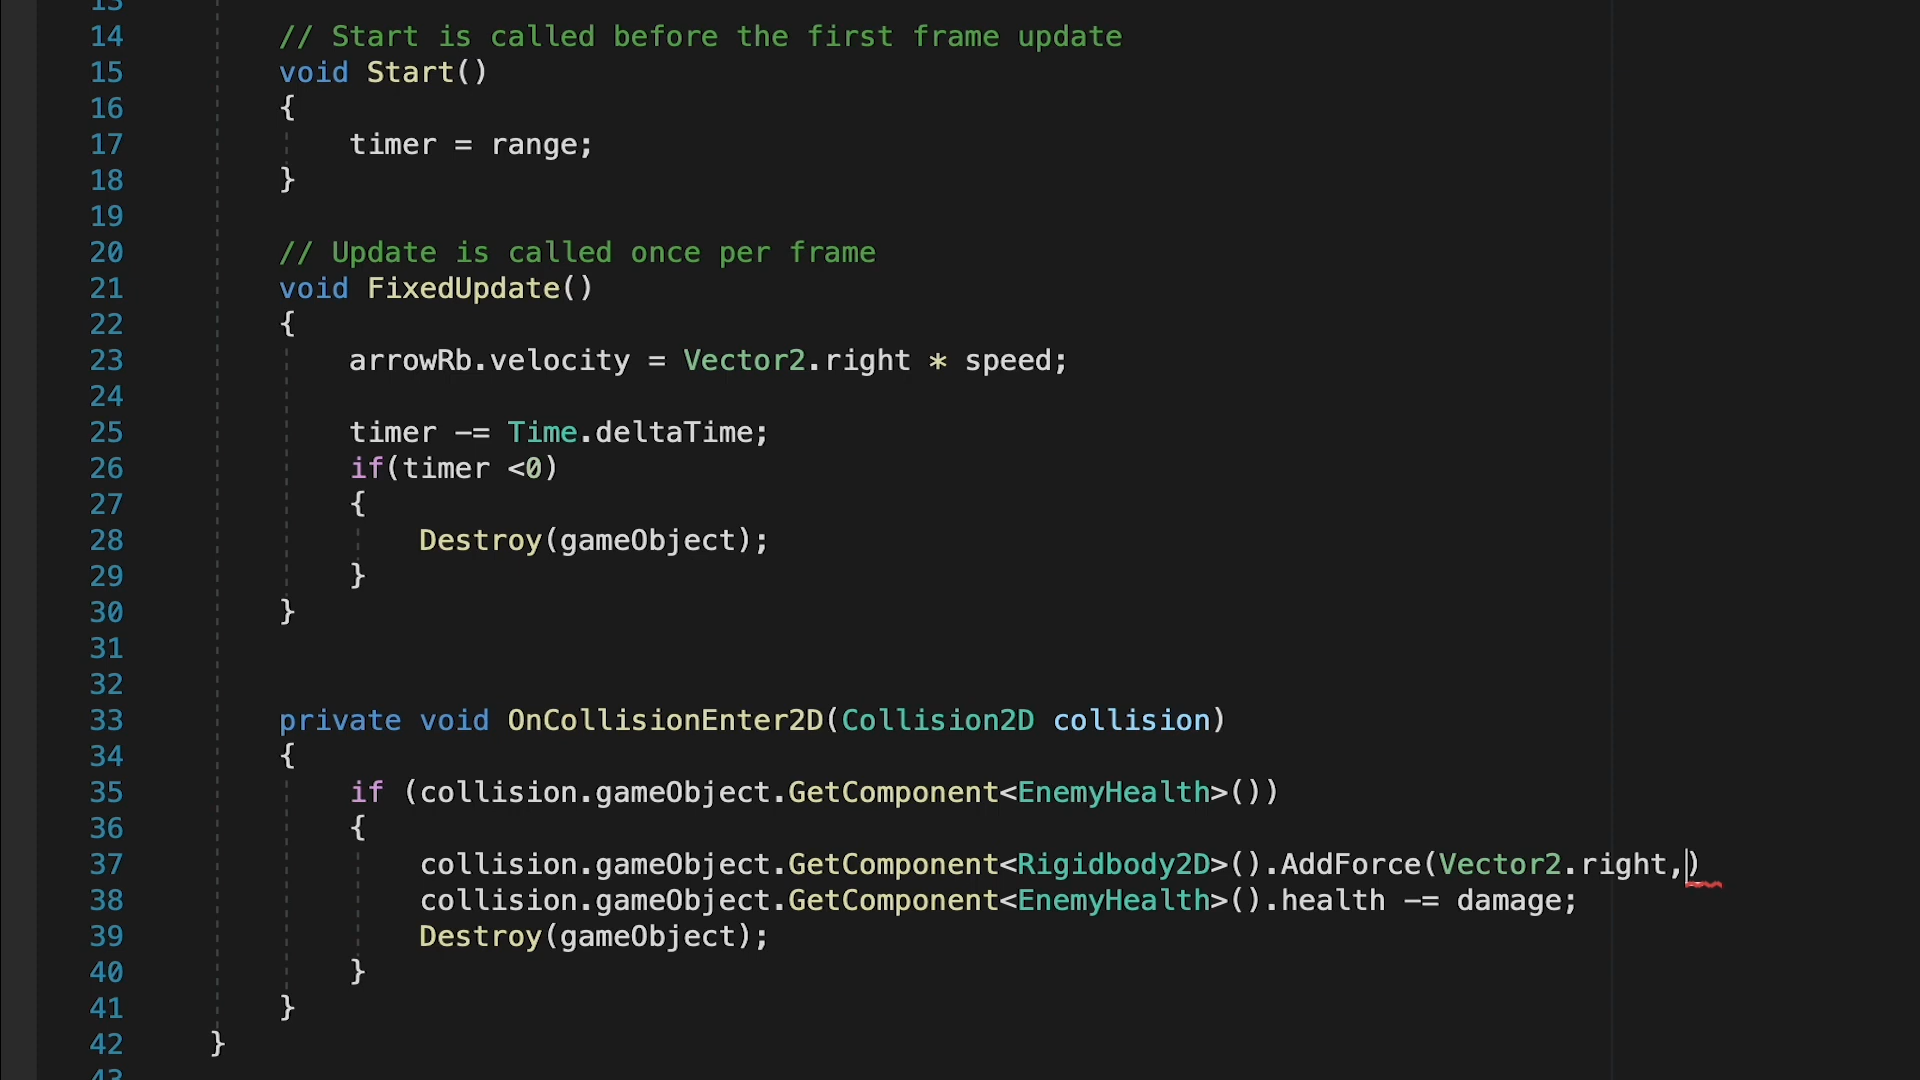 13
14 // Start is called before the first frame update
15 void Start()
16 {
17 timer = range;
18 }
19
20 // Update is called once per frame
21 void FixedUpdate()
22 {
23 arrowRb.velocity = Vector2.right * speed;
24
25 timer -= Time.deltaTime;
26 if(timer <0)
27 {
28 Destroy(gameObject);
29 }
30 }
31
32
33 private void OnCollisionEnter2D(Collision2D collision)
34 {
35 if (collision.gameObject.GetComponent<EnemyHealth>())
36 {
37 collision.gameObject.GetComponent<Rigidbody2D>().AddForce(Vector2.right,)
38 collision.gameObject.GetComponent<EnemyHealth>().health -= damage;
39 Destroy(gameObject);
40 }
41 }
42 }
43